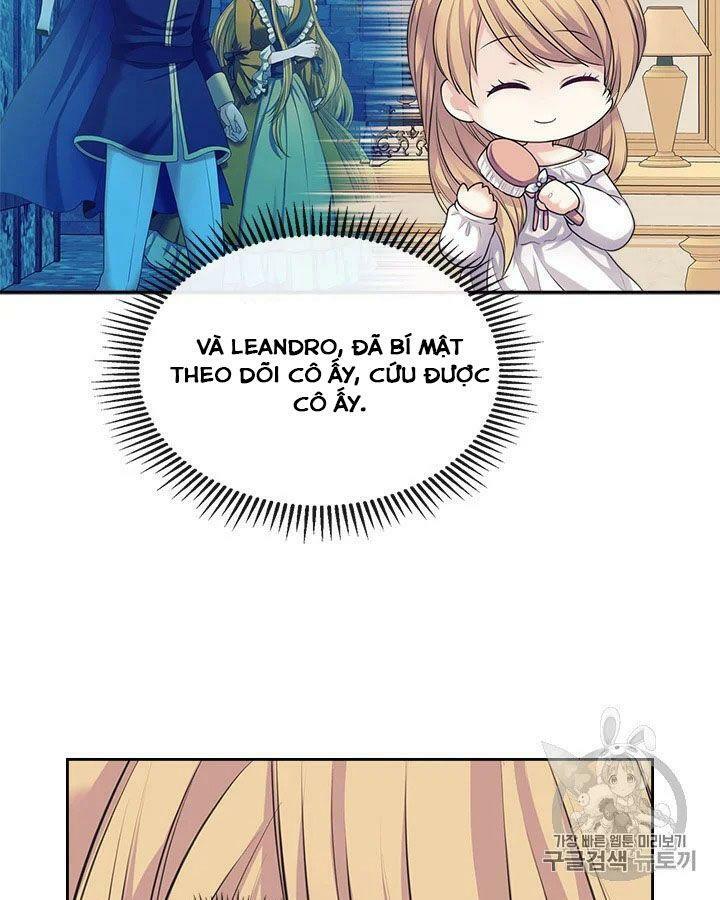 VÀ LEANDRO, ĐÃ BÍ MẬT
THEO DÕI CÔ ẤY, CỨU ĐƯỢC
CÔ ẤY.
가장 빠른 웹툰 미리보기
구글검색 뉴토끼